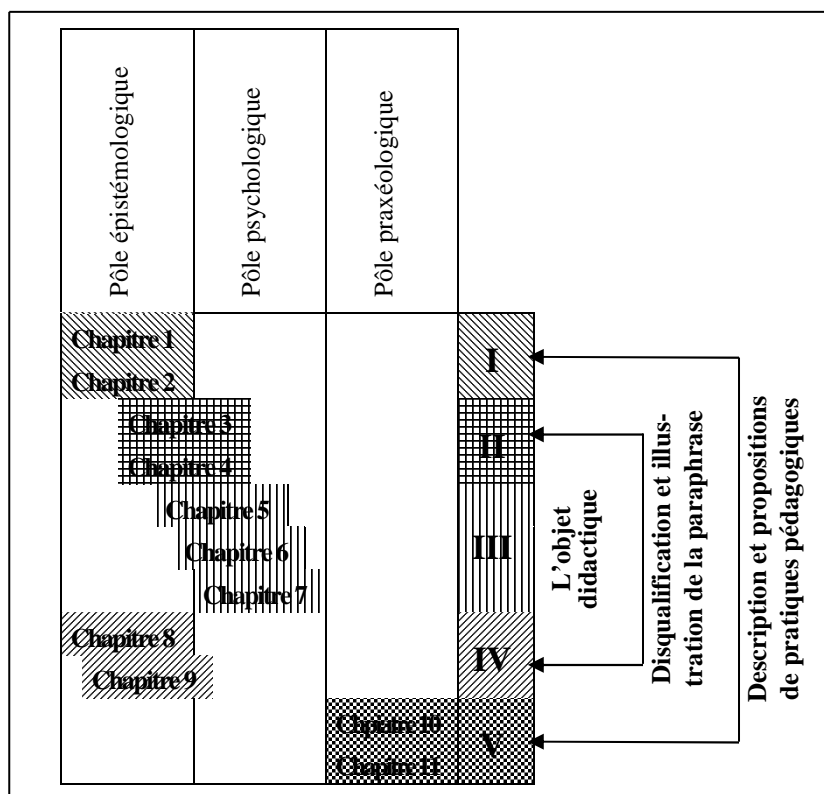 Pôle épistémologique
Pôle psychologique
Pôle praxéologique
Chapitre 1
Chapitre 2
I
Chapitre 3
Chapitre 4
II
Chapitre 5
Chapitre 6
Chapitre 7
III
Chapitre 8
Chapitre 9
IV
Chpiatre 10
Chapitre 11
V
L’objet
didactique
Disqualification et illus-
tration de la paraphrase
Description et propositions
de pratiques pédagogiques